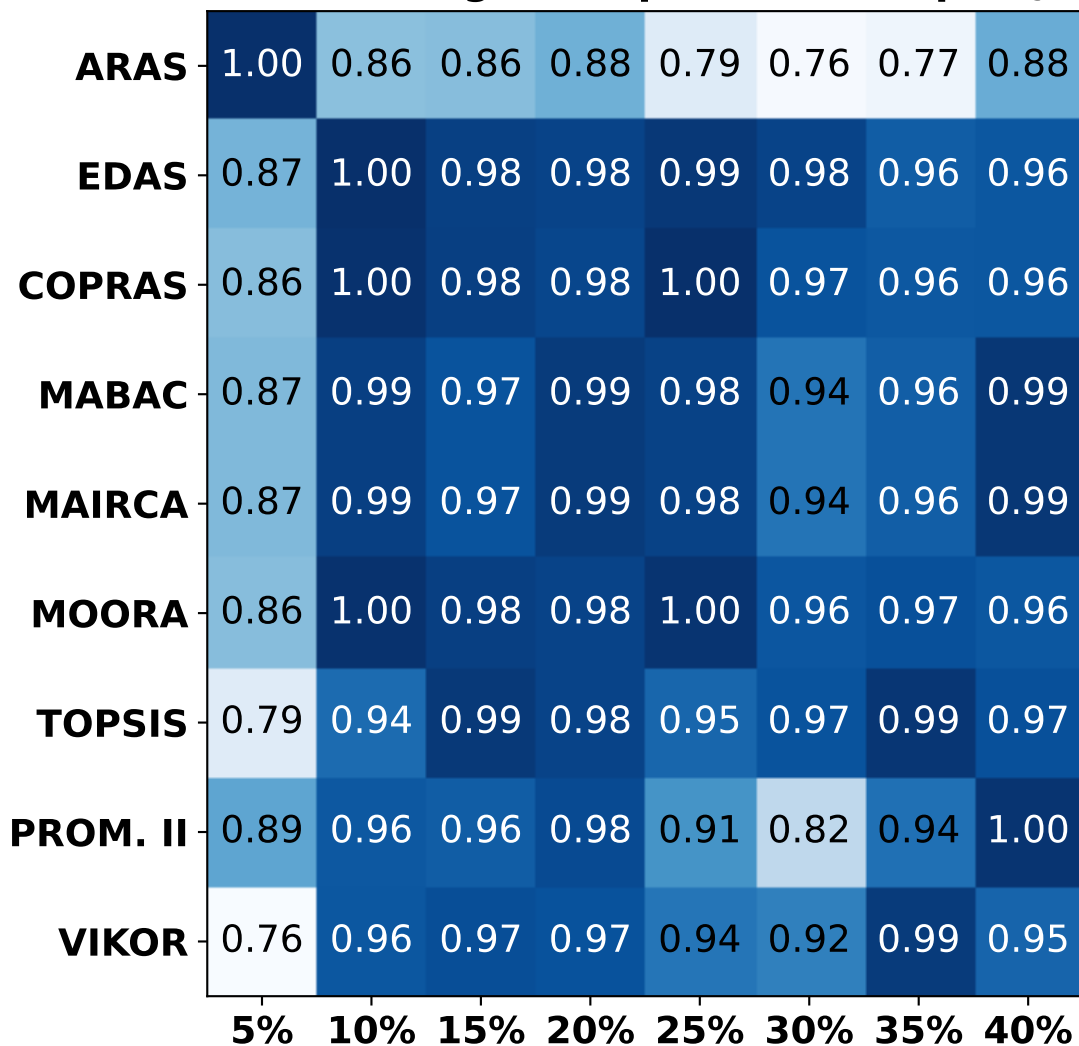 ARAS 1.00 0.86 0.86 0.88 0.79 0.76 0.77 0.88
EDAS 0.87 1.00 0.98 0.98 0.99 0.98 0.96 0.96
COPRAS 0.86 1.00 0.98 0.98 1.00 0.97 0.96 0.96
MABAC 0.87 0.99 0.97 0.99 0.98 0.94 0.96 0.99
MAIRCA 0.87 0.99 0.97 0.99 0.98 0.94 0.96 0.99
MOORA 0.86 1.00 0.98 0.98 1.00 0.96 0.97 0.96
TOPSIS 0.79 0.94 0.99 0.98 0.95 0.97 0.99 0.97
PROM. II 0.89 0.96 0.96 0.98 0.91 0.82 0.94 1.00
VIKOR 0.76 0.96 0.97 0.97 0.94 0.92 0.99 0.95
5% 10% 15% 20% 25% 30% 35% 40%